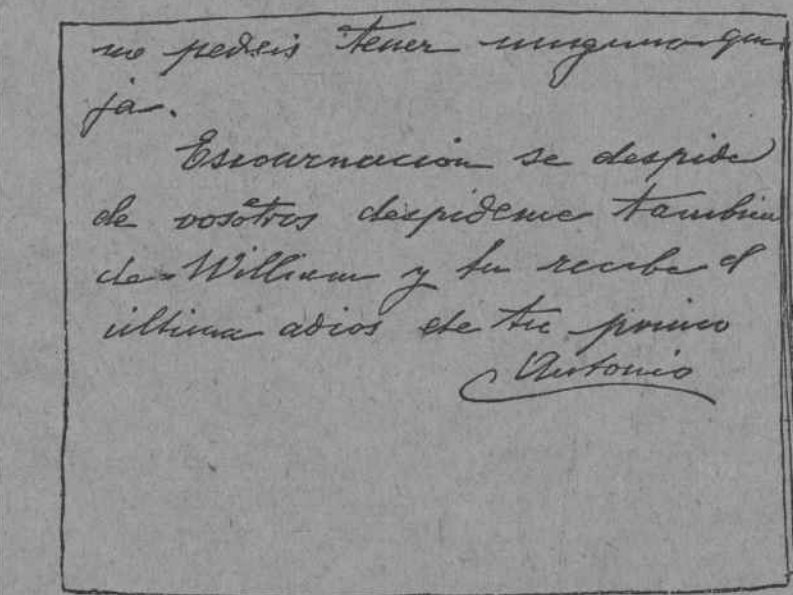 no podeis tener ninguna que
ja.
Encarnacion se despide
de vosotros despideme tambien
de William y tu recibe el
ultimo adios de tu primo
Antonio